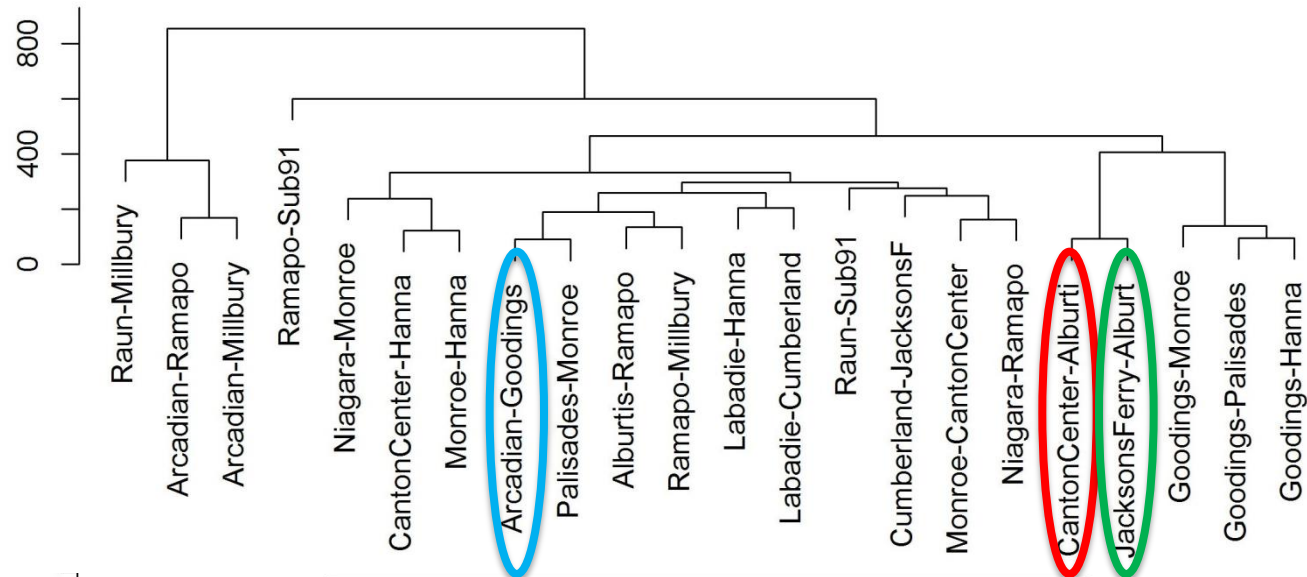 800
400
0
Raun-Millbury
Arcadian-Ramapo
Arcadian-Millbury
Ramapo-Sub91
Niagara-Monroe
CantonCenter-Hanna
Monroe-Hanna
Arcadian-Goodings
Palisades-Monroe
Alburtis-Ramapo
Ramapo-Millbury
Labadie-Hanna
Labadie-Cumberland
Raun-Sub91
Cumberland-JacksonsF
Monroe-CantonCenter
Niagara-Ramapo
CantonCenter-Alburti
JacksonsFerry-Alburt
Goodings-Monroe
Goodings-Palisades
Goodings-Hanna